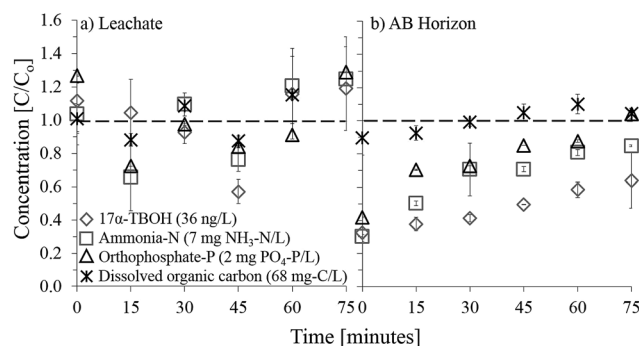 a) Leachate
b) AB Horizon
Concentration [C/Cₒ]
1.6
1.4
1.2
1.0
0.8
0.6
0.4
0.2
0.0
17α-TBOH (36 ng/L)
Ammonia-N (7 mg NH₃-N/L)
Orthophosphate-P (2 mg PO₄-P/L)
Dissolved organic carbon (68 mg-C/L)
0 15 30 45 60 75 0 15 30 45 60 75
Time [minutes]